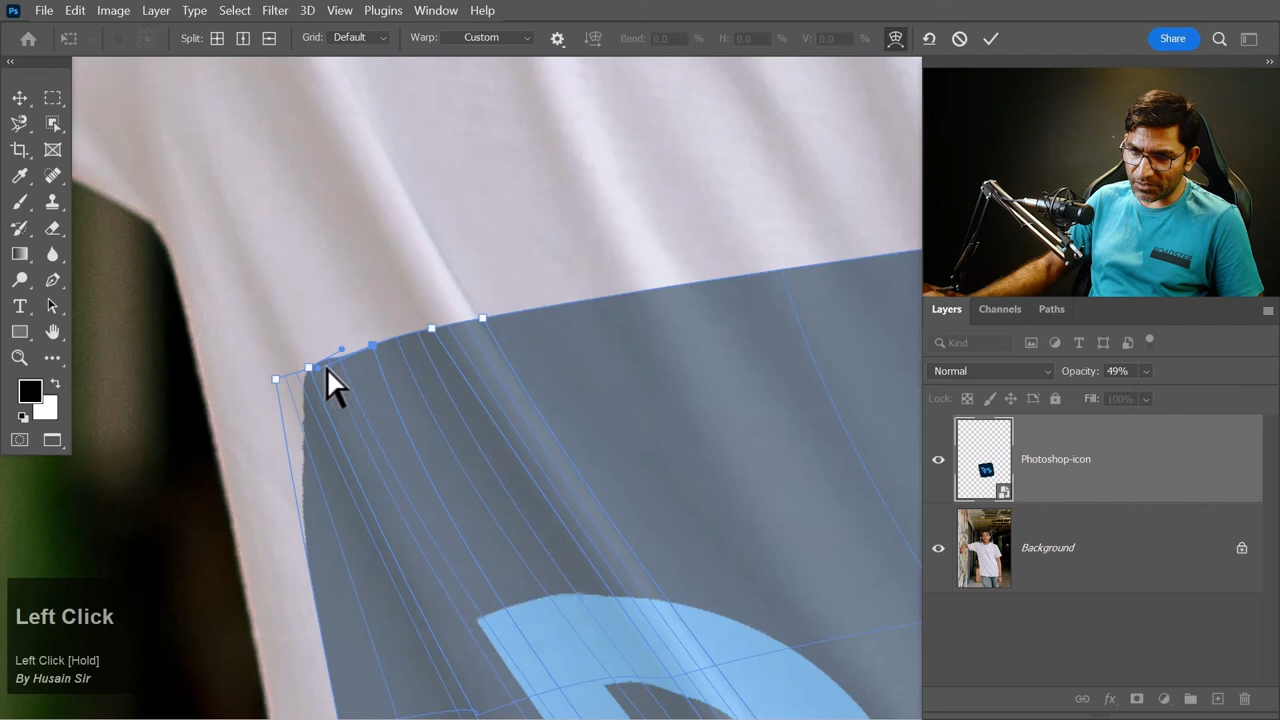 Ps File Edit Image Layer Type Select Filter 3D View Plugins Window Help
Split: Grid: Default Warp: Custom Bend: 0.0 % H: 0.0 % V: 0.0 % Share
ROADSTER
Layers Channels Paths
Kind
Normal Opacity: 49%
Lock: Fill: 100%
Photoshop-icon
Background
fx
Left Click
Left Click [Hold]
By Husain Sir